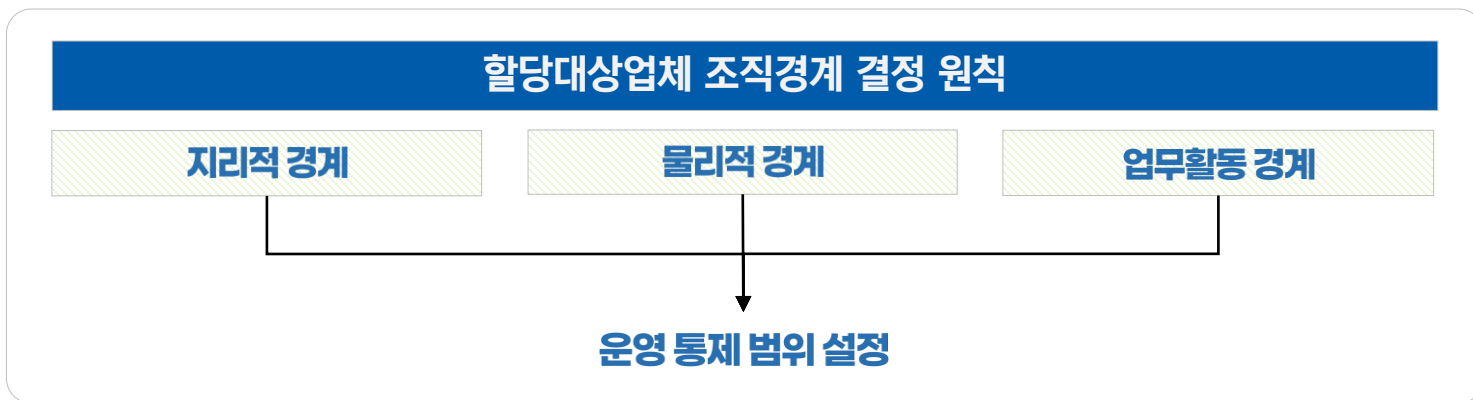 할당대상업체 조직경계 결정 원칙
지리적 경계
물리적 경계
업무활동 경계
운영 통제 범위 설정